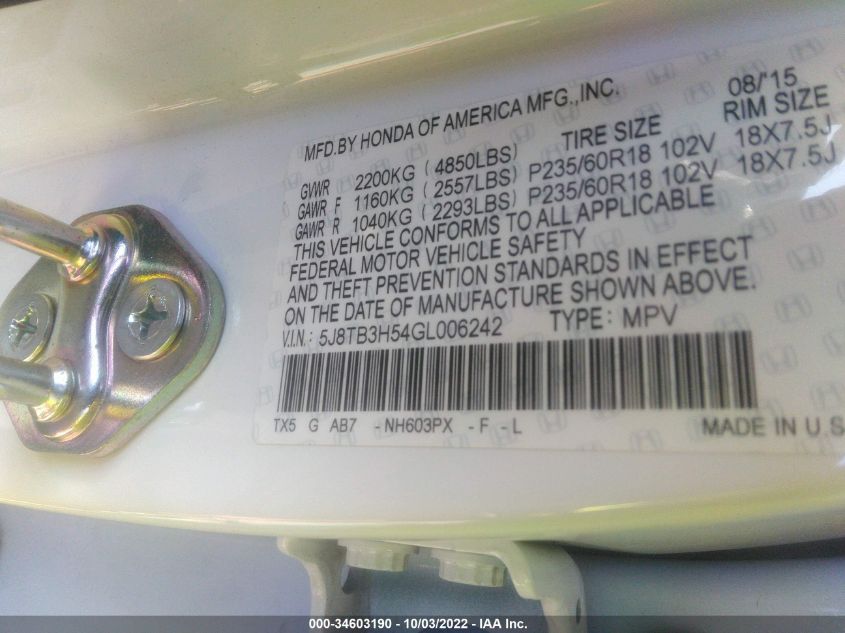 MFD.BY HONDA OF AMERICA MFG.,INC. 08/'15
TIRE SIZE RIM SIZE
GVWR 2200KG (4850LBS)
GAWR F 1160KG (2557LBS) P235/60R18 102V 18X7.5J
GAWR R 1040KG (2293LBS) P235/60R18 102V 18X7.5J
THIS VEHICLE CONFORMS TO ALL APPLICABLE
FEDERAL MOTOR VEHICLE SAFETY
AND THEFT PREVENTION STANDARDS IN EFFECT
ON THE DATE OF MANUFACTURE SHOWN ABOVE.
V.I.N.: 5J8TB3H54GL006242 TYPE: MPV
TX5 G AB7 -NH603PX -F -L MADE IN U.S
000-34603190 - 10/03/2022 - IAA Inc.